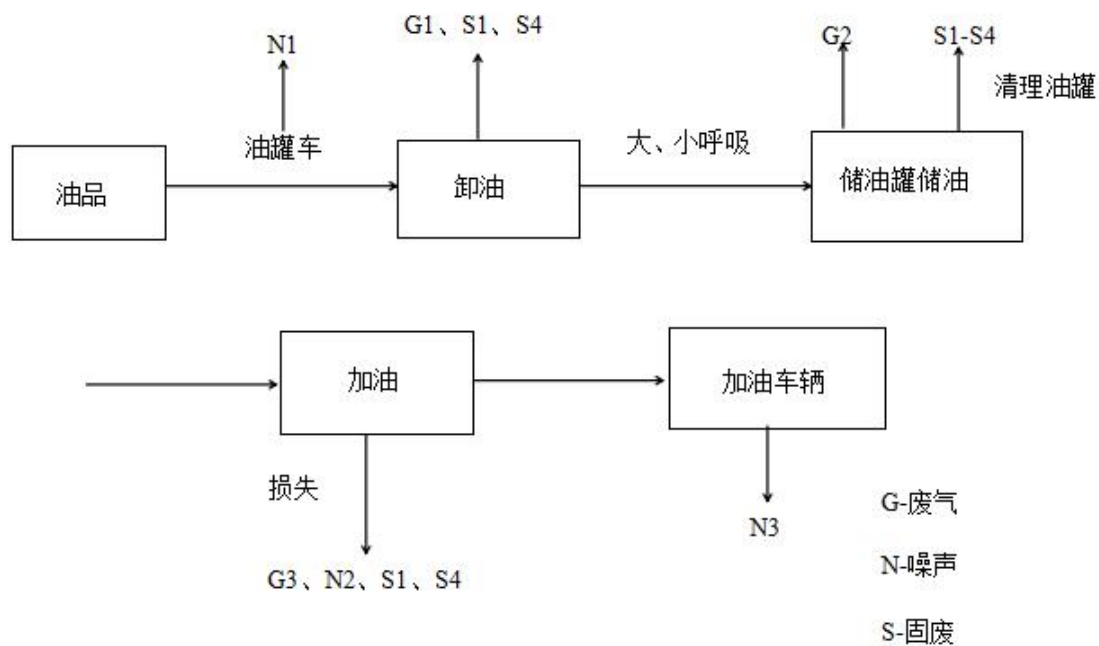 G1、S1、S4
N1
G2
S1-S4
清理油罐
油罐车
大、小呼吸
油品
卸油
储油罐储油
加油
加油车辆
损失
G-废气
N3
N-噪声
G3、N2、S1、S4
S-固废